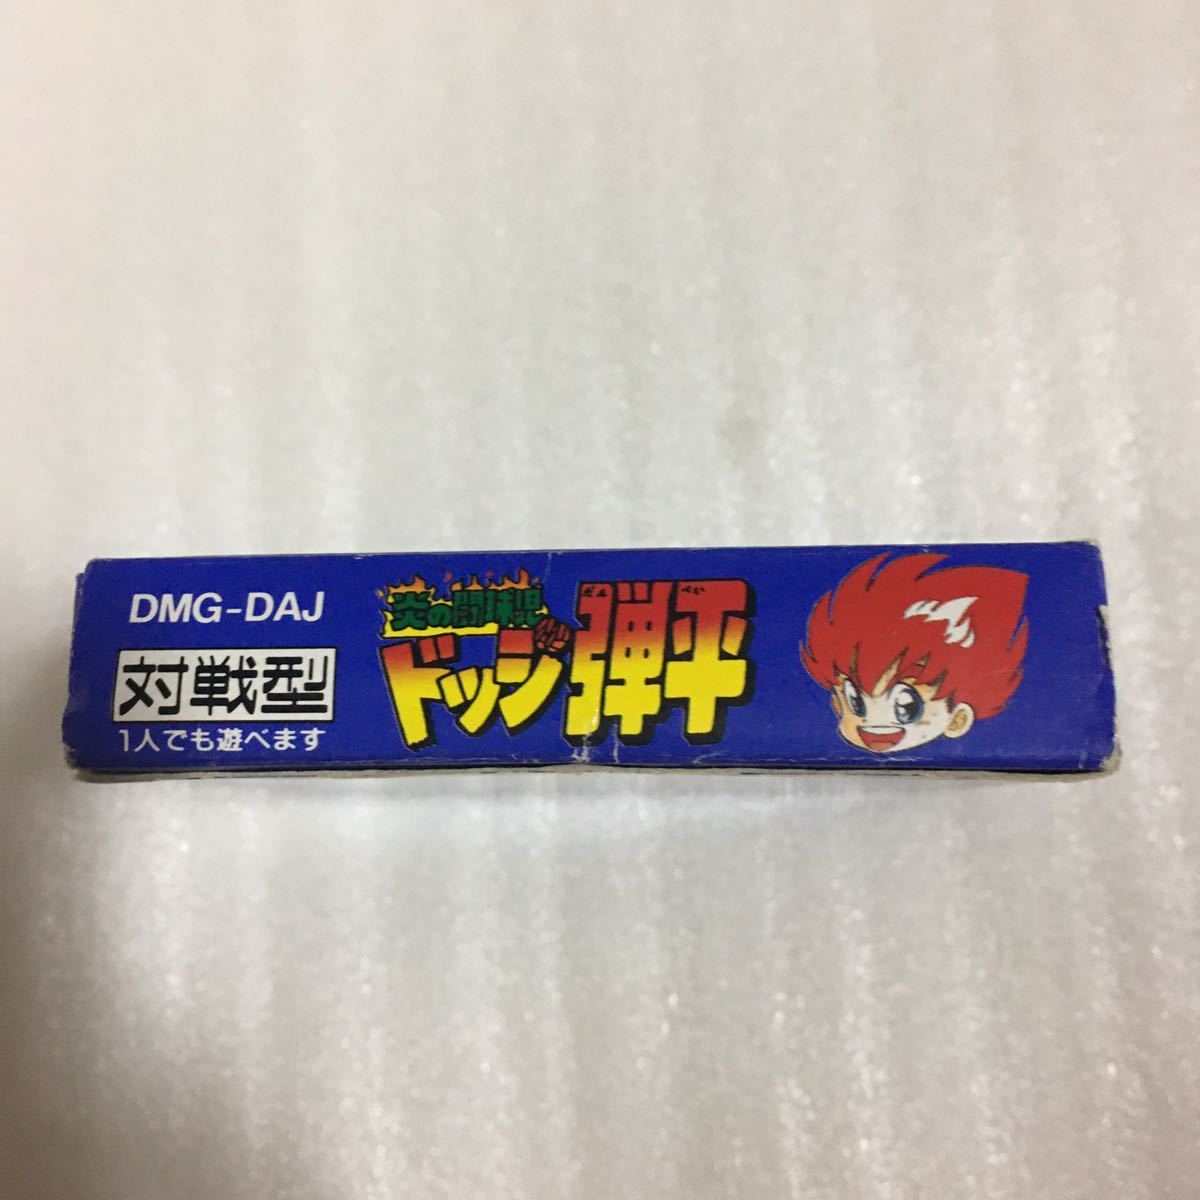 DMG-DAJ
対戦型
1人でも遊べます
炎の闘球児
ドッジ弾平
だん ぺい